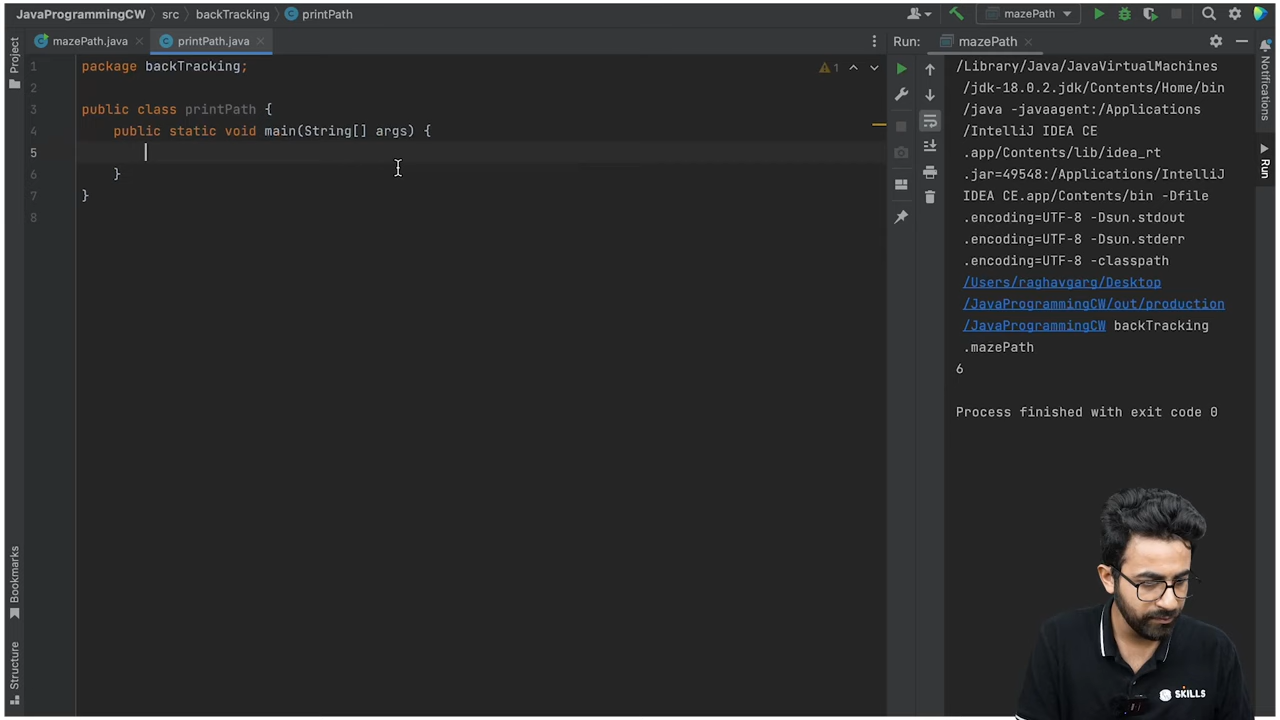 JavaProgrammingCW > src > backTracking > printPath
mazePath
Project
mazePath.java
printPath.java
Run:
mazePath
Notifications
Run
1 package backTracking;
1
2
3 public class printPath {
4 public static void main(String[] args) {
5
6 }
7 }
8
/Library/Java/JavaVirtualMachines
/jdk-18.0.2.jdk/Contents/Home/bin
/java -javaagent:/Applications
/IntelliJ IDEA CE
.app/Contents/lib/idea_rt
.jar=49548:/Applications/IntelliJ
IDEA CE.app/Contents/bin -Dfile
.encoding=UTF-8 -Dsun.stdout
.encoding=UTF-8 -Dsun.stderr
.encoding=UTF-8 -classpath
/Users/raghavgarg/Desktop
/JavaProgrammingCW/out/production
/JavaProgrammingCW backTracking
.mazePath
6
Process finished with exit code 0
Bookmarks
Structure
SKILLS